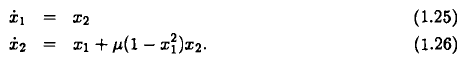 ẋ₁ = x₂ (1.25)
ẋ₂ = x₁ + μ(1 − x₁²)x₂. (1.26)